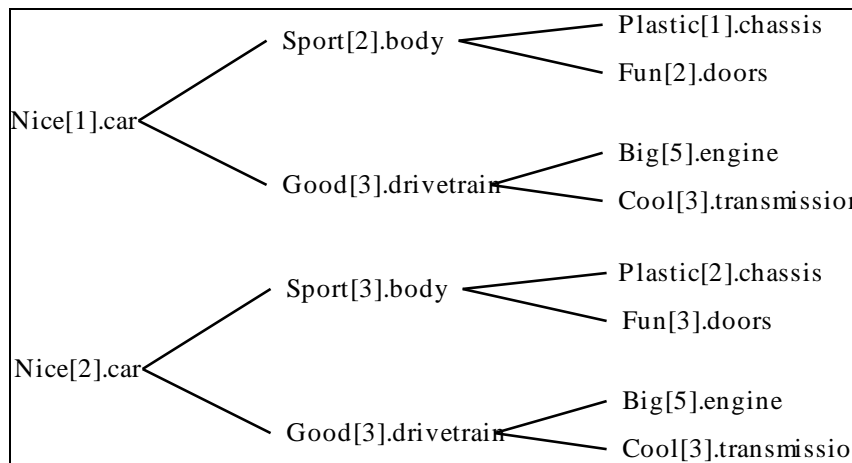 Plastic[1].chassis
Sport[2].body
Fun[2].doors
Nice[1].car
Big[5].engine
Good[3].drivetrain
Cool[3].transmission
Plastic[2].chassis
Sport[3].body
Fun[3].doors
Nice[2].car
Big[5].engine
Good[3].drivetrain
Cool[3].transmissio